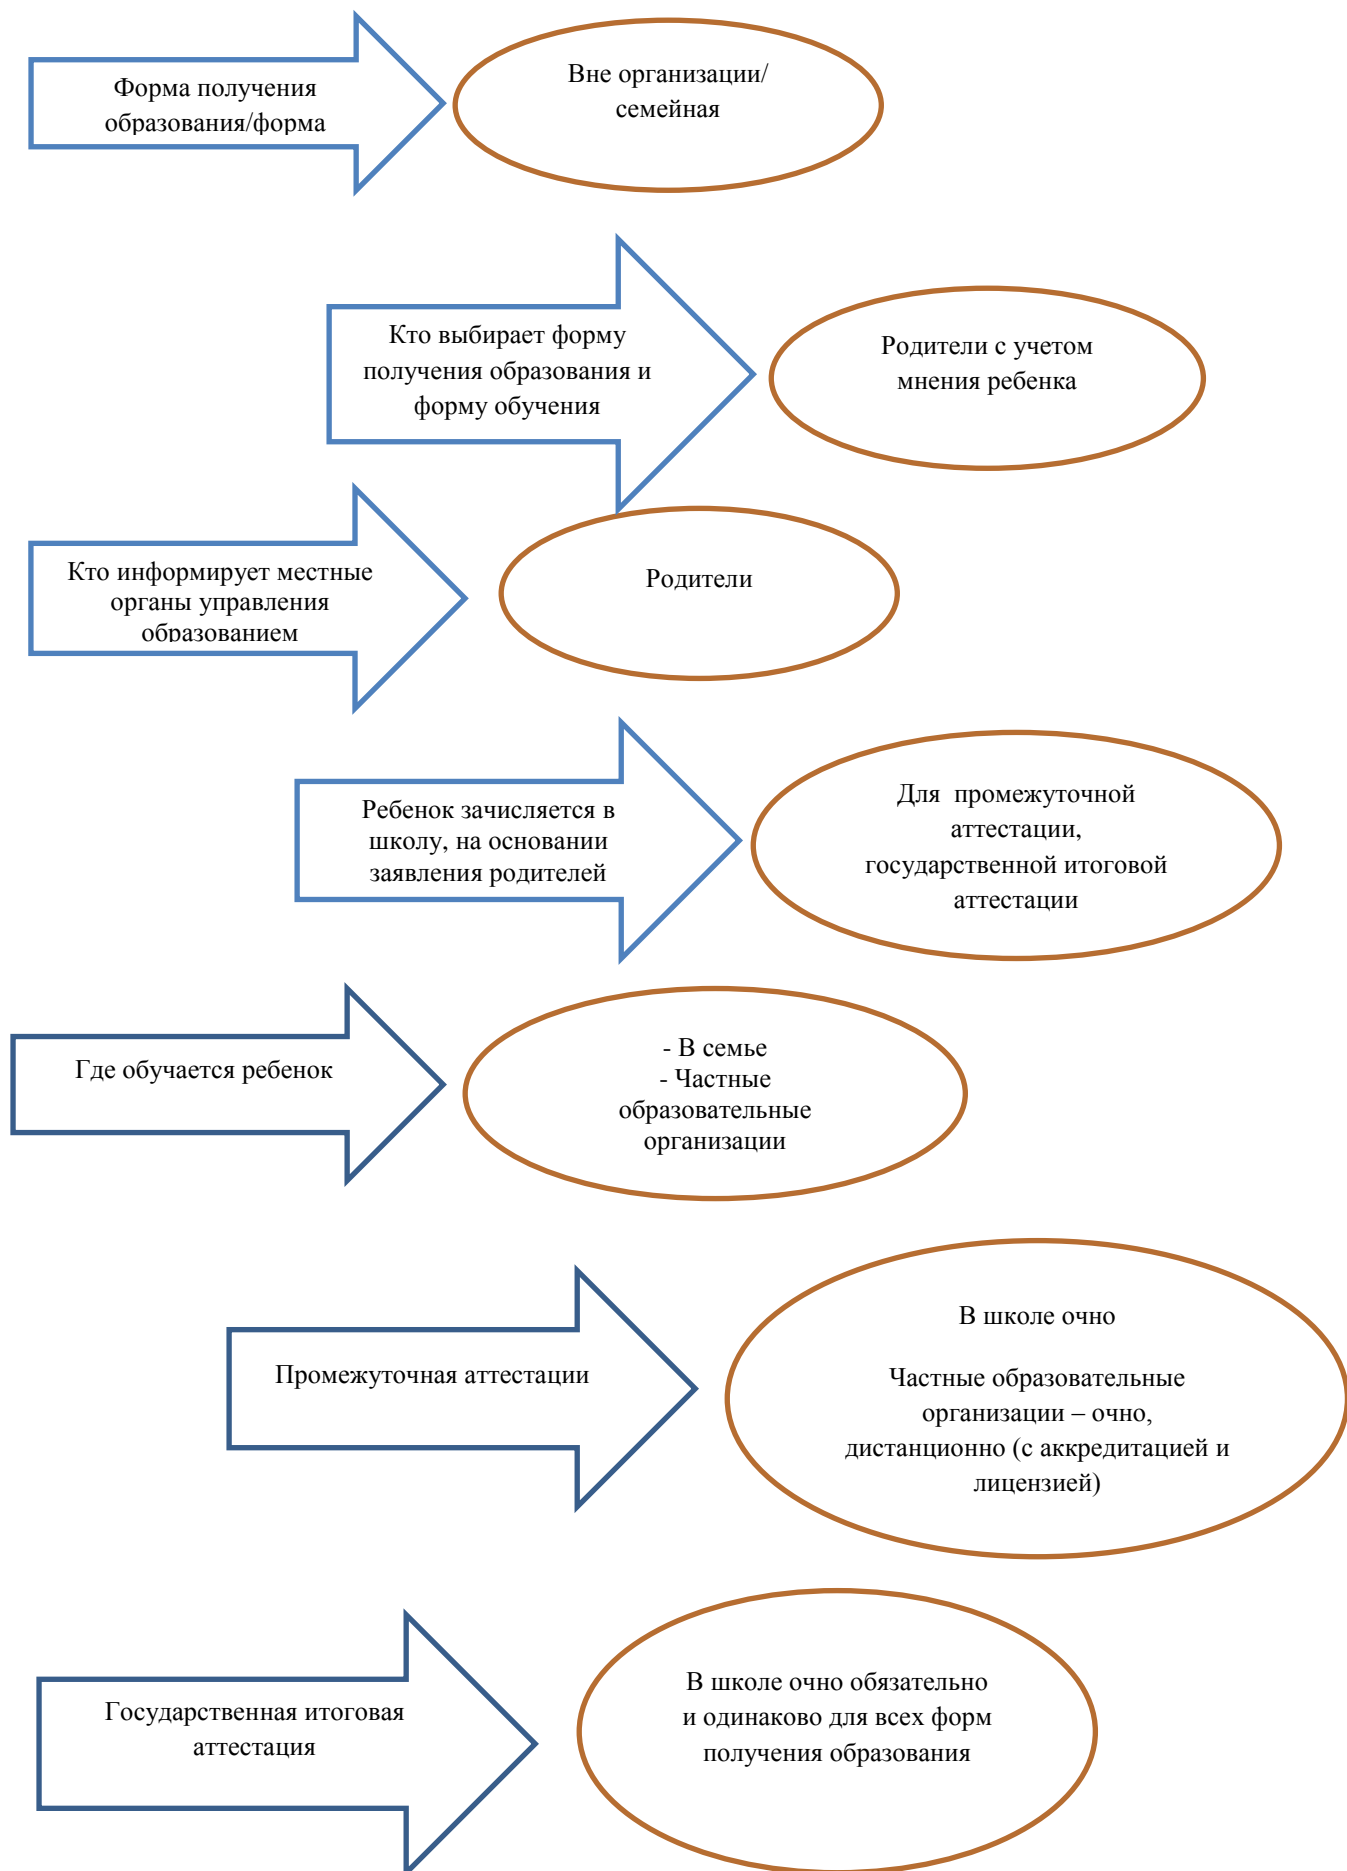 Форма получения
образования/форма
Вне организации/
семейная
Кто выбирает форму
получения образования и
форму обучения
Родители с учетом
мнения ребенка
Кто информирует местные
органы управления
образованием
Родители
Ребенок зачисляется в
школу, на основании
заявления родителей
Для промежуточной
аттестации,
государственной итоговой
аттестации
Где обучается ребенок
- В семье
- Частные
образовательные
организации
Промежуточная аттестации
В школе очно
Частные образовательные
организации – очно,
дистанционно (с аккредитацией и
лицензией)
Государственная итоговая
аттестация
В школе очно обязательно
и одинаково для всех форм
получения образования